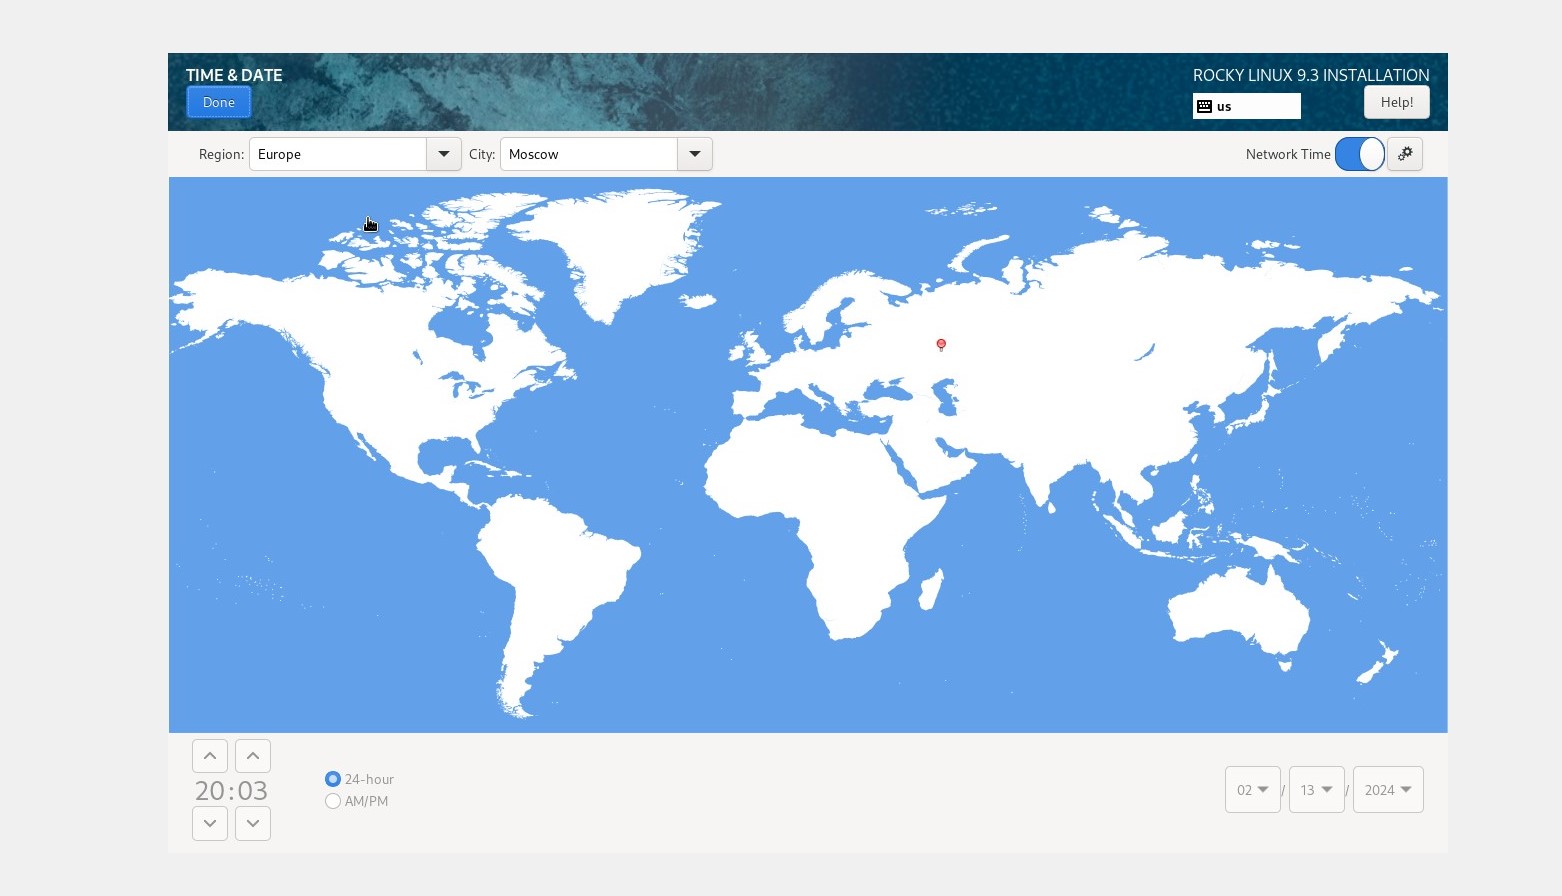 TIME & DATE
ROCKY LINUX 9.3 INSTALLATION
Done
us
Help!
Region: Europe City: Moscow Network Time
20:03
24-hour
AM/PM
02 / 13 / 2024